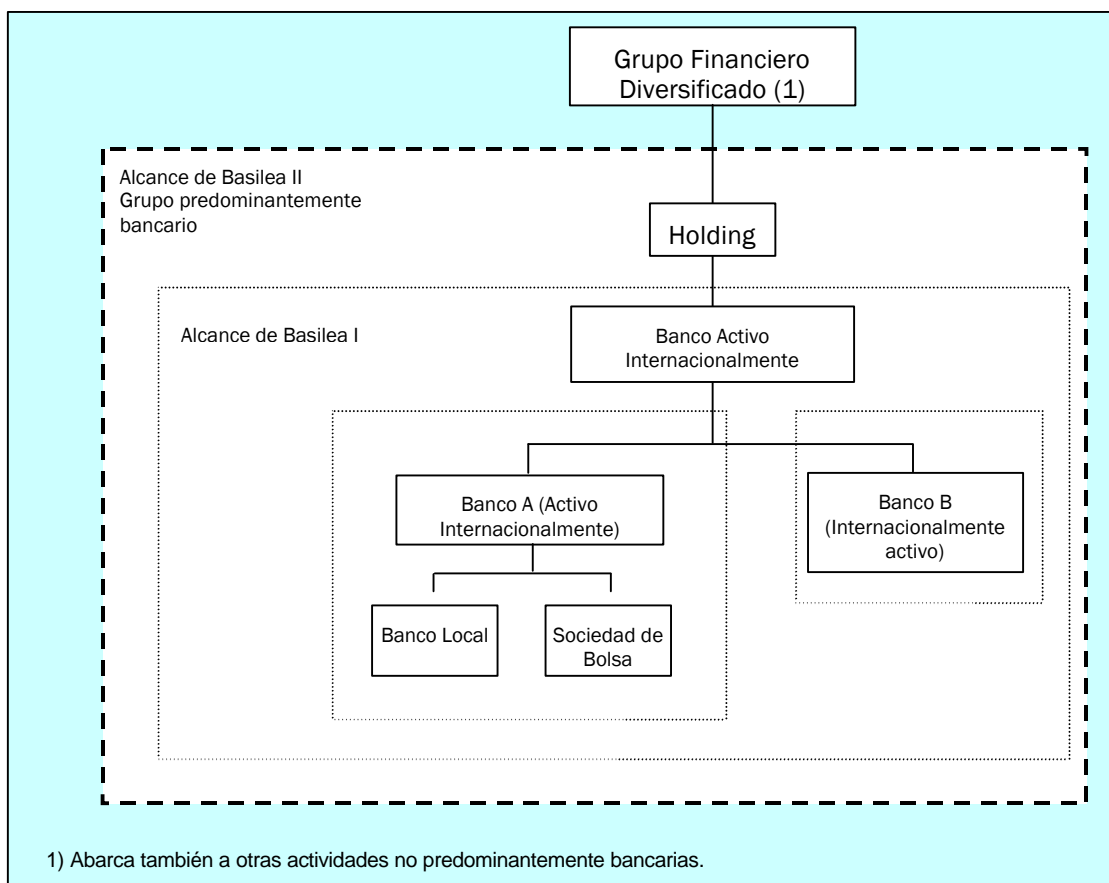 Grupo Financiero
Diversificado (1)
Alcance de Basilea II
Grupo predominantemente
bancario
Holding
Alcance de Basilea I
Banco Activo
Internacionalmente
Banco A (Activo
Internacionalmente)
Banco B
(Internacionalmente
activo)
Banco Local
Sociedad de
Bolsa
1) Abarca también a otras actividades no predominantemente bancarias.